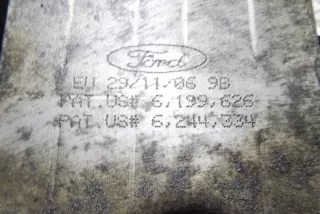 Ford
EU 29/11/06 9B
PAT.US# 6,199,626
PAT.US# 6,244,334